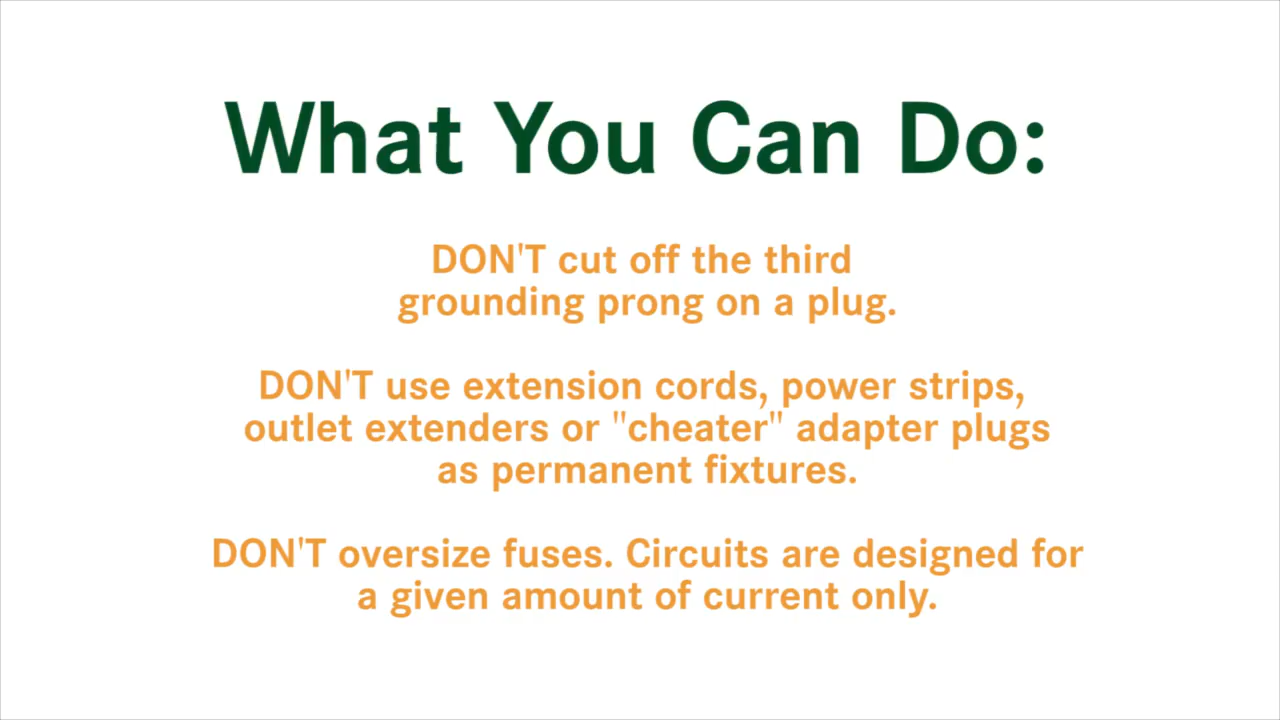 What You Can Do:
DON'T cut off the third
grounding prong on a plug.
DON'T use extension cords, power strips,
outlet extenders or "cheater" adapter plugs
as permanent fixtures.
DON'T oversize fuses. Circuits are designed for
a given amount of current only.